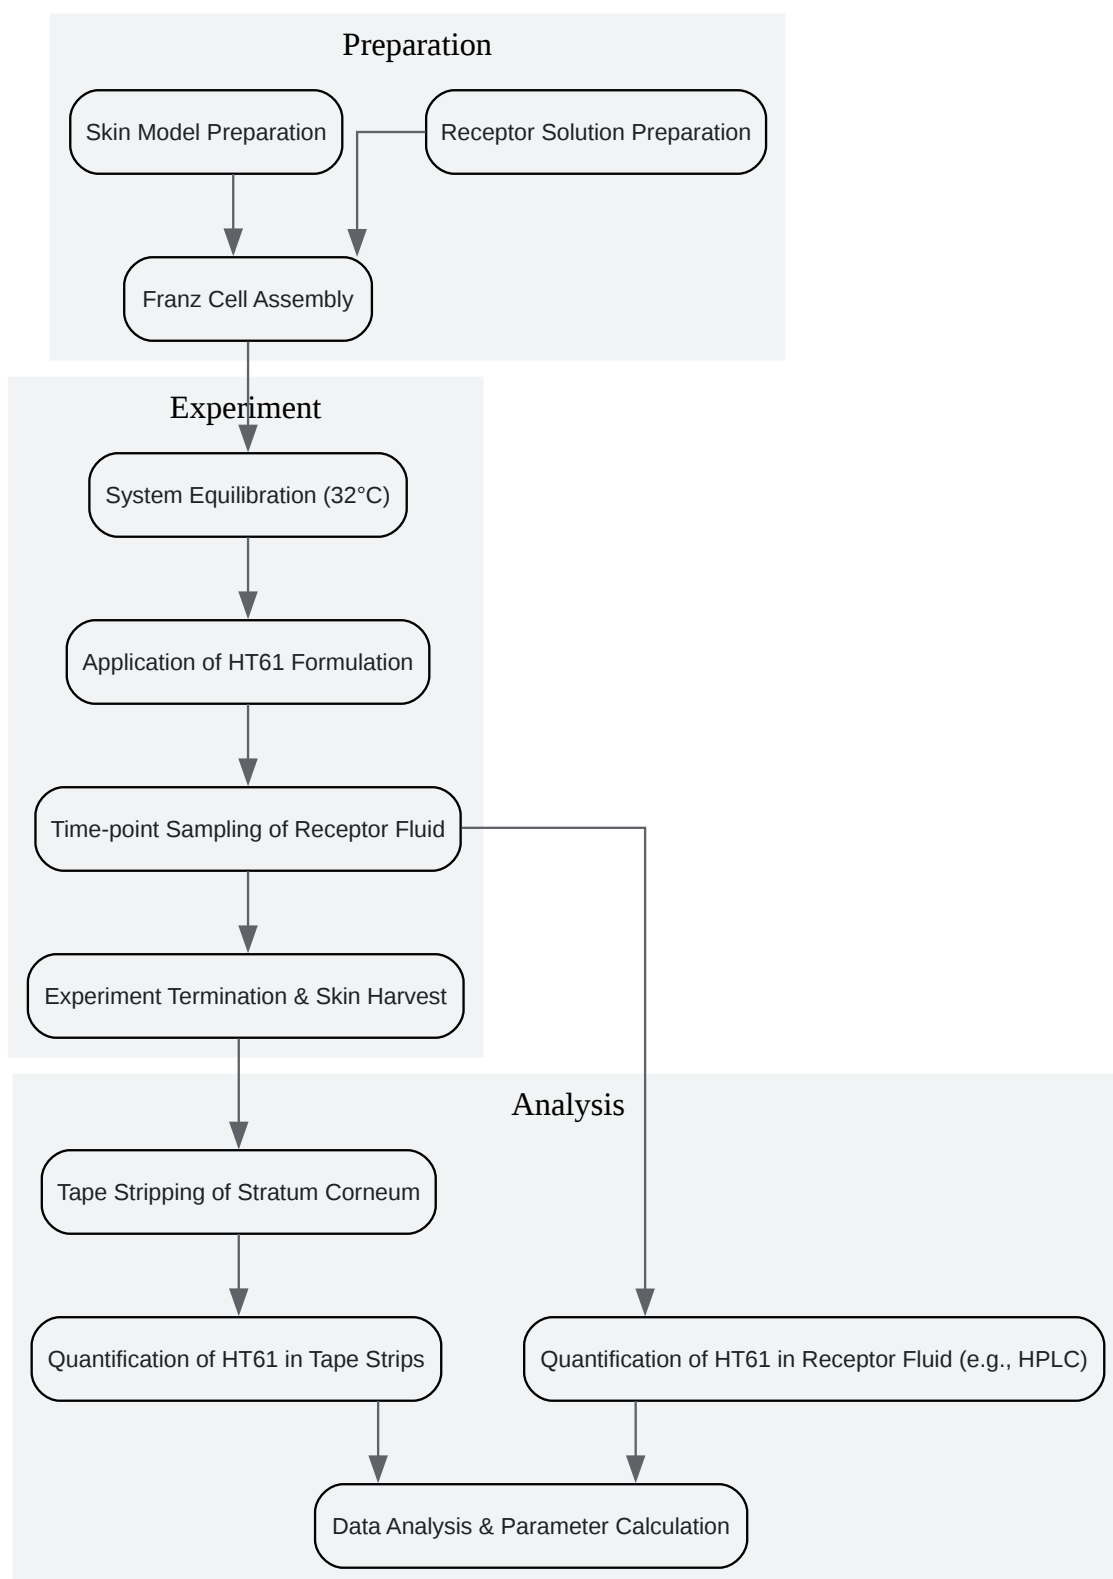 Preparation
Skin Model Preparation
Receptor Solution Preparation
Franz Cell Assembly
Experiment
System Equilibration (32°C)
Application of HT61 Formulation
Time-point Sampling of Receptor Fluid
Experiment Termination & Skin Harvest
Analysis
Tape Stripping of Stratum Corneum
Quantification of HT61 in Tape Strips
Quantification of HT61 in Receptor Fluid (e.g., HPLC)
Data Analysis & Parameter Calculation